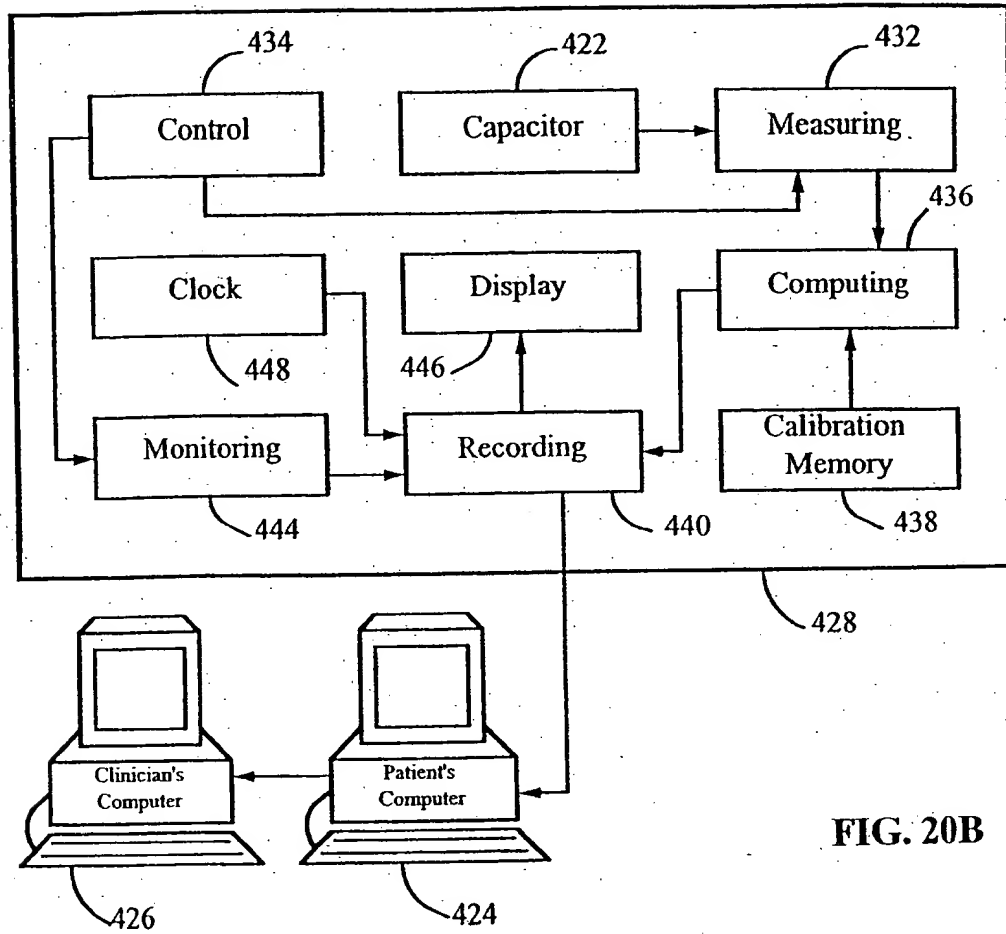 434
422
432
Control
Capacitor
Measuring
436
Clock
Display
Computing
448
446
Monitoring
Recording
Calibration
Memory
444
440
438
428
Clinician's
Computer
Patient's
Computer
FIG. 20B
426
424